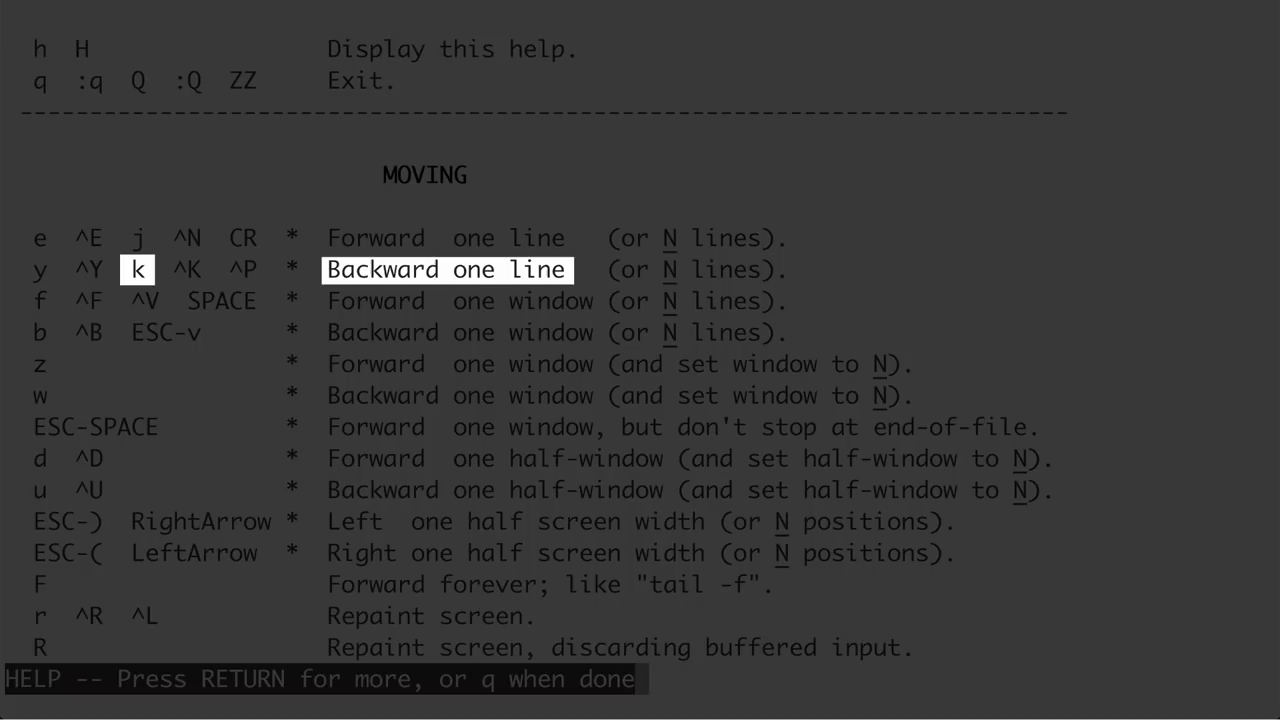 h  H                 Display this help.
q  :q  Q  :Q  ZZ     Exit.
---------------------------------------------------------------------------
MOVING
e  ^E  j  ^N  CR  *  Forward  one line   (or N lines).
y  ^Y  k  ^K  ^P  *  Backward one line   (or N lines).
f  ^F  ^V  SPACE  *  Forward  one window (or N lines).
b  ^B  ESC-v      *  Backward one window (or N lines).
z                 *  Forward  one window (and set window to N).
w                 *  Backward one window (and set window to N).
ESC-SPACE         *  Forward  one window, but don't stop at end-of-file.
d  ^D             *  Forward  one half-window (and set half-window to N).
u  ^U             *  Backward one half-window (and set half-window to N).
ESC-)  RightArrow *  Left  one half screen width (or N positions).
ESC-(  LeftArrow  *  Right one half screen width (or N positions).
F                    Forward forever; like "tail -f".
r  ^R  ^L            Repaint screen.
R                    Repaint screen, discarding buffered input.
HELP -- Press RETURN for more, or q when done